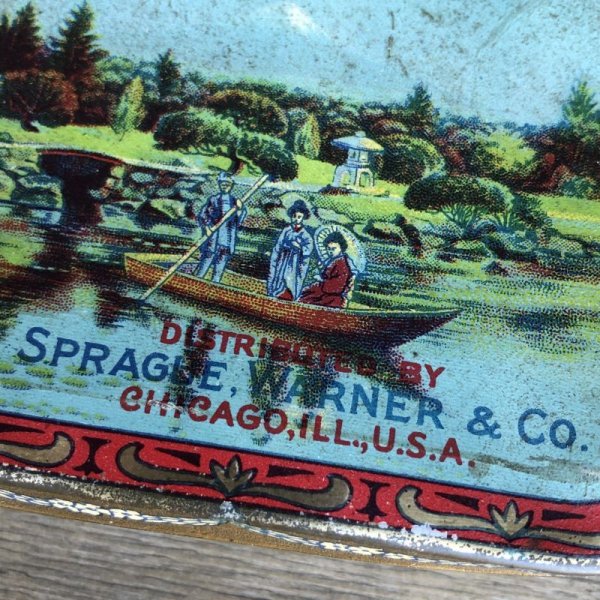 DISTRIBUTED BY
SPRAGUE, WARNER & CO.
CHICAGO, ILL., U.S.A.